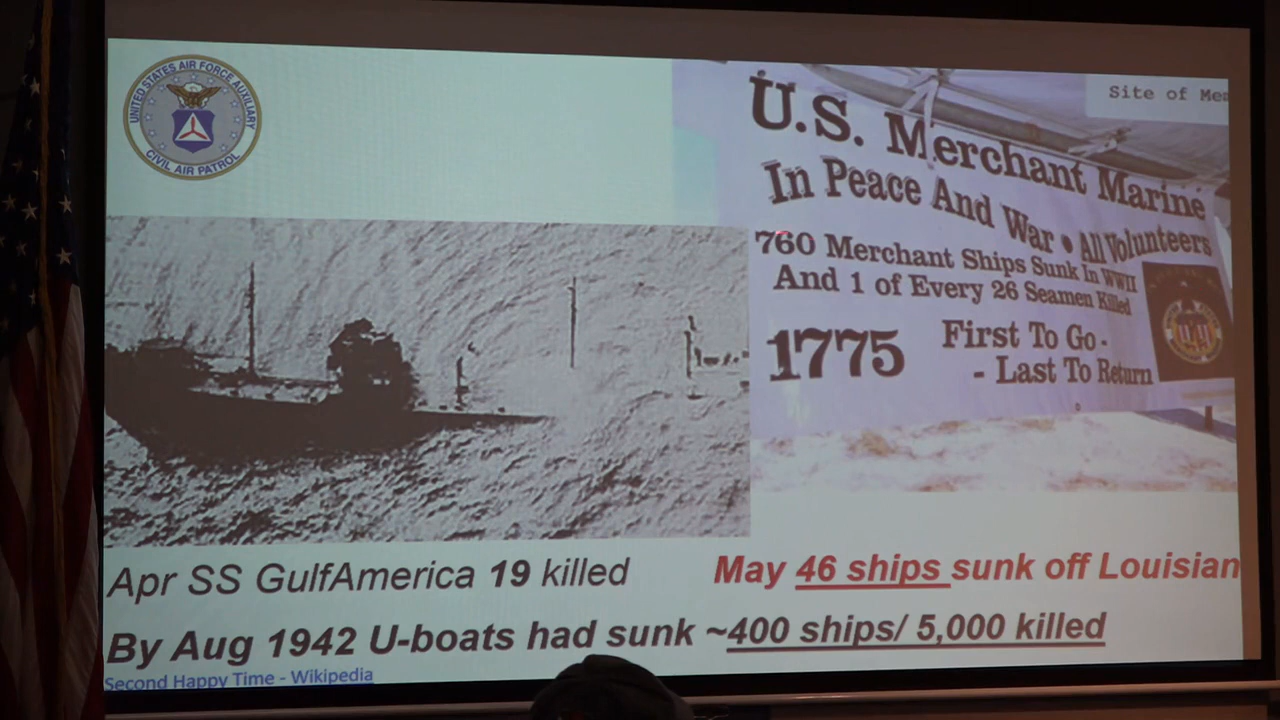 UNITED STATES AIR FORCE AUXILIARY
CIVIL AIR PATROL
Site of
U.S. Merchant Marine
In Peace And War • All Volunteers
760 Merchant Ships Sunk In WWII
And 1 of Every 26 Seamen Killed
1775
First To Go -
- Last To Return
Apr SS GulfAmerica 19 killed
May 46 ships sunk off Louisian
By Aug 1942 U-boats had sunk ~400 ships/ 5,000 killed
Second Happy Time - Wikipedia